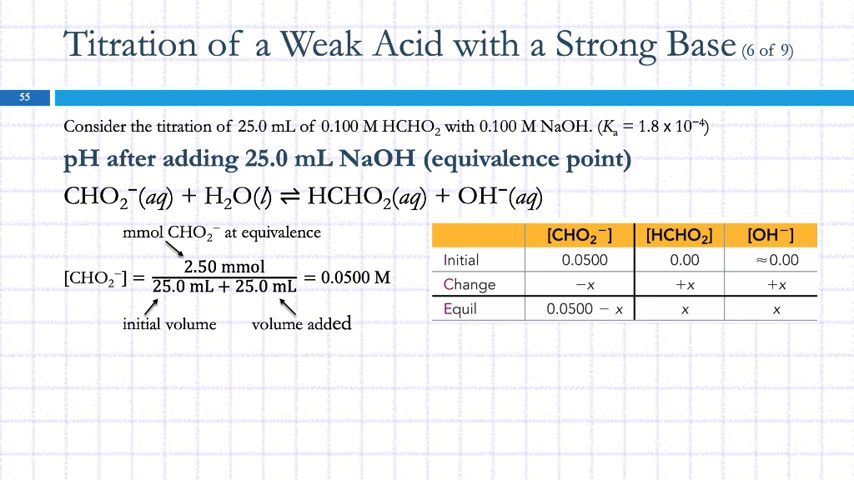 Titration of a Weak Acid with a Strong Base (6 of 9)
55
Consider the titration of 25.0 mL of 0.100 M HCHO₂ with 0.100 M NaOH. (Kₐ = 1.8 x 10⁻⁴)
pH after adding 25.0 mL NaOH (equivalence point)
CHO₂⁻(aq) + H₂O(l) ⇌ HCHO₂(aq) + OH⁻(aq)
mmol CHO₂⁻ at equivalence
2.50 mmol
[CHO₂⁻] = = 0.0500 M
25.0 mL + 25.0 mL
initial volume volume added
[CHO₂⁻] [HCHO₂] [OH⁻]
Initial 0.0500 0.00 ≈0.00
Change −x +x +x
Equil 0.0500 − x x x